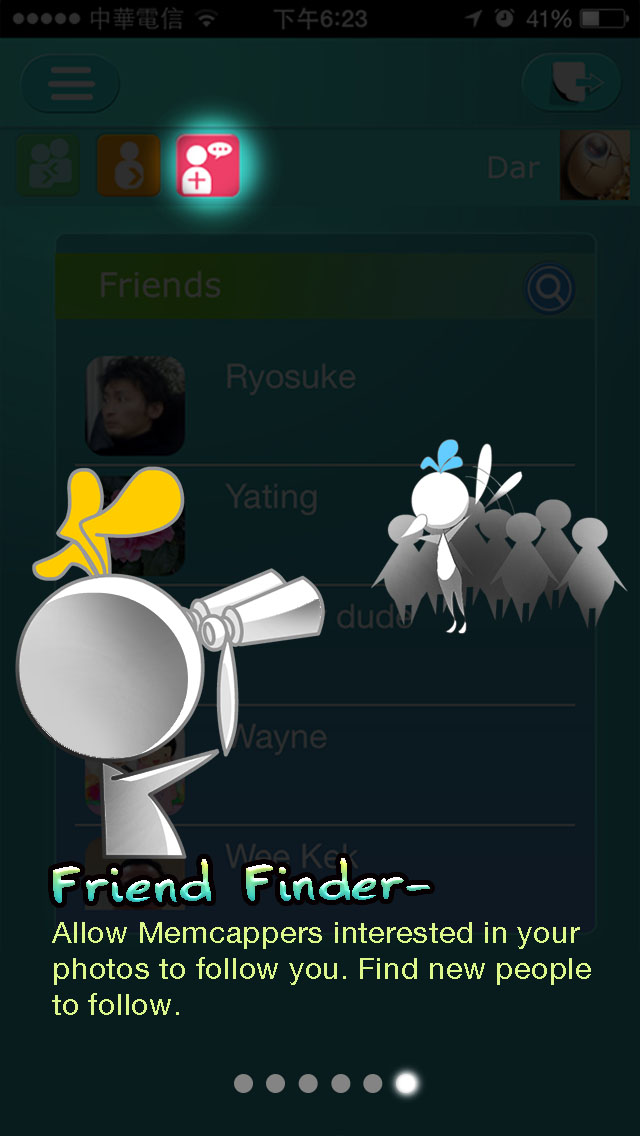 中華電信 下午6:23 41%
Dar
Friends
Ryosuke
Yating
dude
Wayne
Wee Kek
Friend Finder-
Allow Memcappers interested in your
photos to follow you. Find new people
to follow.